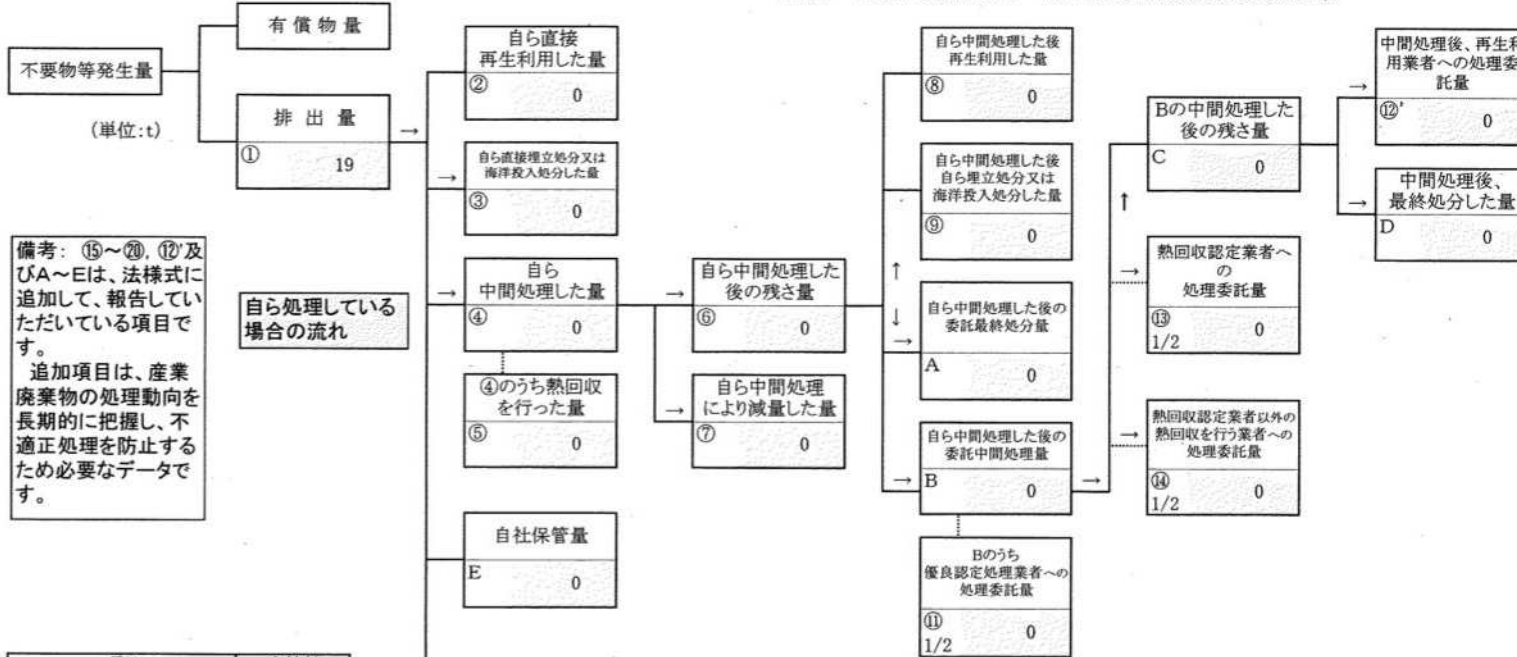 不要物等発生量
(単位:t)
有償物量
排出量
①
19
→
備考: ⑮~⑳, ⑫'及
びA~Eは、法様式に
追加して、報告してい
ただいている項目で
す。
追加項目は、産業
廃棄物の処理動向を
長期的に把握し、不
適正処理を防止する
ため必要なデータで
す。
自ら処理している
場合の流れ
自ら直接
再生利用した量
②
0
→
自ら直接埋立処分又は
海洋投入処分した量
③
0
→
自ら
中間処理した量
④
0
④のうち熱回収
を行った量
⑤
0
自社保管量
E
0
→
自ら中間処理した
後の残さ量
⑥
0
→
自ら中間処理
により減量した量
⑦
0
自ら中間処理した後
再生利用した量
⑧
0
自ら中間処理した後
自ら埋立処分又は
海洋投入処分した量
⑨
0
↑
↓
→
自ら中間処理した後の
委託最終処分量
A
0
→
自ら中間処理した後の
委託中間処理量
B
0
→
Bのうち
優良認定処理業者への
処理委託量
⑪
1/2
0
Bの中間処理した
後の残さ量
C
0
↑
→
熱回収認定業者へ
の
処理委託量
⑬
1/2
0
→
熱回収認定業者以外の
熱回収を行う業者への
処理委託量
⑭
1/2
0
→
中間処理後、再生利
用業者への処理委
託量
⑫'
0
→
中間処理後、
最終処分した量
D
0